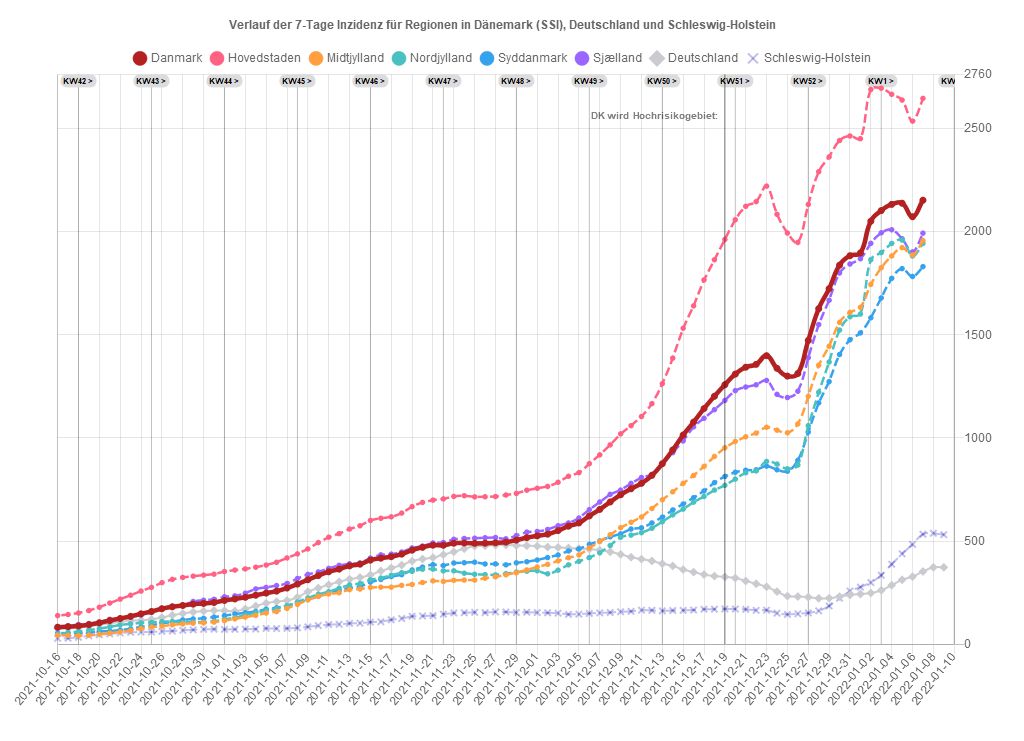 Verlauf der 7-Tage Inzidenz für Regionen in Dänemark (SSI), Deutschland und Schleswig-Holstein
Danmark Hovedstaden Midtjylland Nordjylland Syddanmark Sjælland Deutschland Schleswig-Holstein
KW42 > KW43 > KW44 > KW45 > KW46 > KW47 > KW48 > KW49 > KW50 > KW51 > KW52 > KW1 > KW
2760
DK wird Hochrisikogebiet:
2500
2000
1500
1000
500
0
2021-10-16 2021-10-18 2021-10-20 2021-10-22 2021-10-24 2021-10-26 2021-10-28 2021-10-30 2021-11-01 2021-11-03 2021-11-05 2021-11-07 2021-11-09 2021-11-11 2021-11-13 2021-11-15 2021-11-17 2021-11-19 2021-11-21 2021-11-23 2021-11-25 2021-11-27 2021-11-29 2021-12-01 2021-12-03 2021-12-05 2021-12-07 2021-12-09 2021-12-11 2021-12-13 2021-12-15 2021-12-17 2021-12-19 2021-12-21 2021-12-23 2021-12-25 2021-12-27 2021-12-29 2021-12-31 2022-01-02 2022-01-04 2022-01-06 2022-01-08 2022-01-10